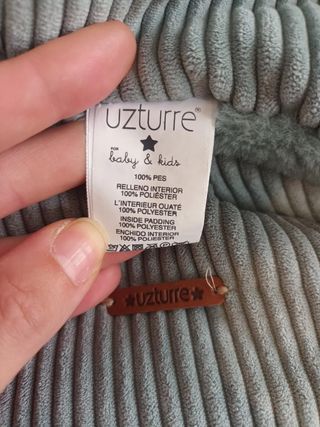 uzturre®
FOR
baby & kids
100% PES
RELLENO INTERIOR
100% POLIÉSTER
L'INTERIEUR OUATÉ
100% POLYESTER
INSIDE PADDING
100% POLYESTER
ENCHIDO INTERIOR
100% POLIÉSTER
uzturre